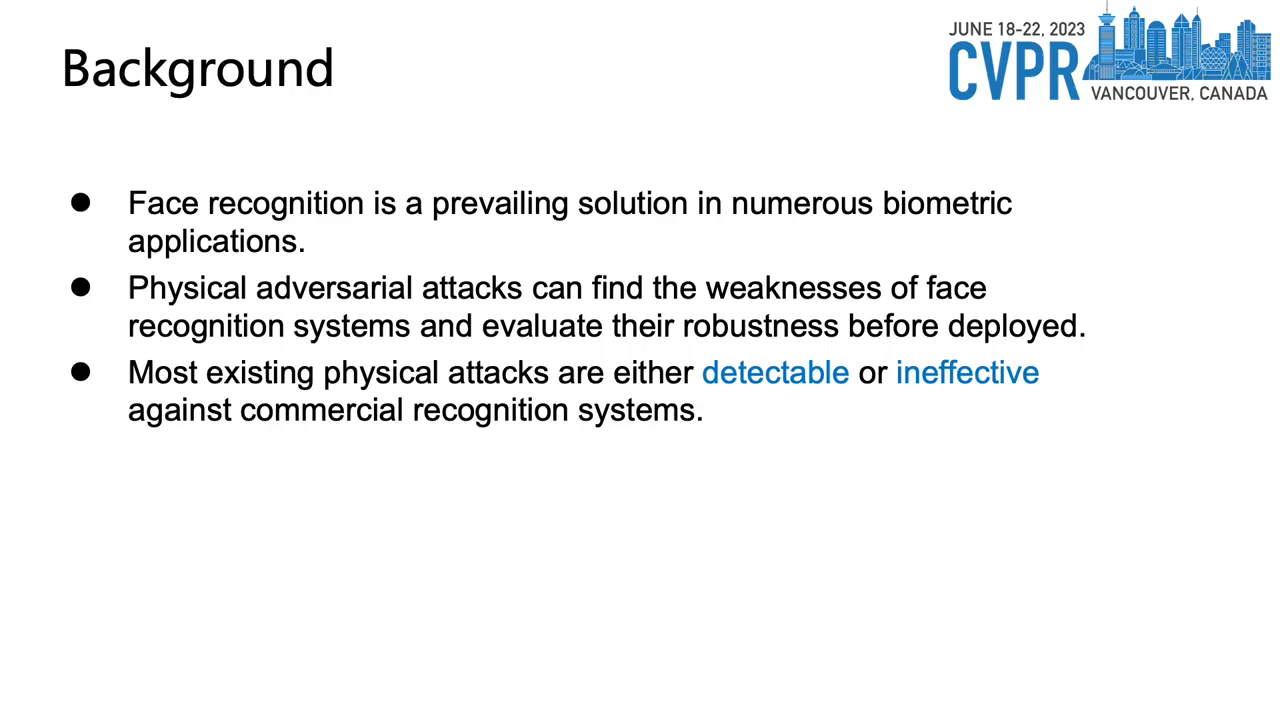 Background
JUNE 18-22, 2023
CVPR
VANCOUVER, CANADA
● Face recognition is a prevailing solution in numerous biometric
applications.
● Physical adversarial attacks can find the weaknesses of face
recognition systems and evaluate their robustness before deployed.
● Most existing physical attacks are either detectable or ineffective
against commercial recognition systems.